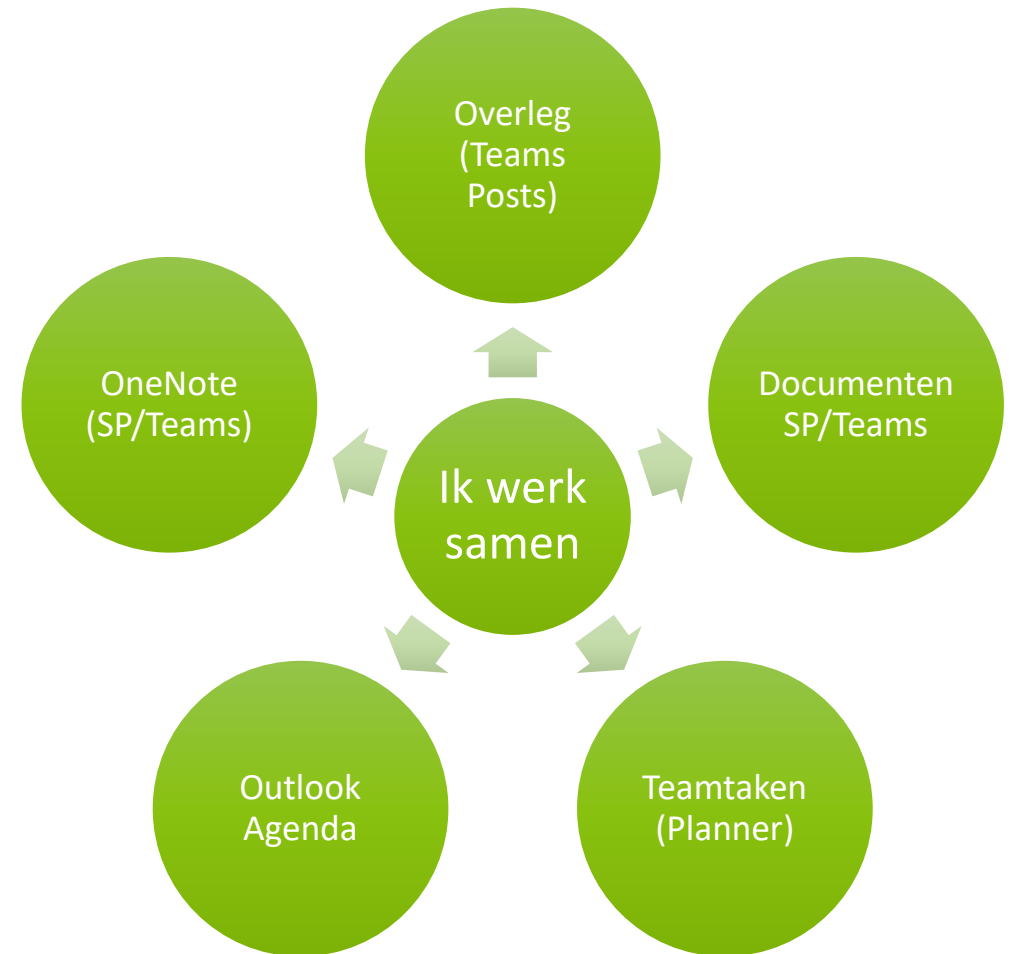 Overleg
(Teams
Posts)
OneNote
(SP/Teams)
Documenten
SP/Teams
Ik werk
samen
Outlook
Agenda
Teamtaken
(Planner)